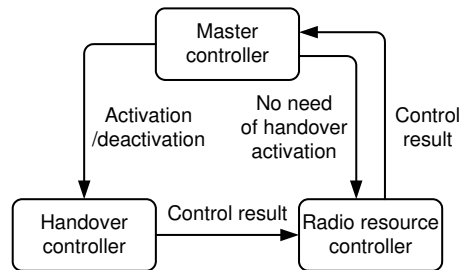 Master
controller
Activation
/deactivation
No need
of handover
activation
Control
result
Handover
controller
Control result
Radio resource
controller